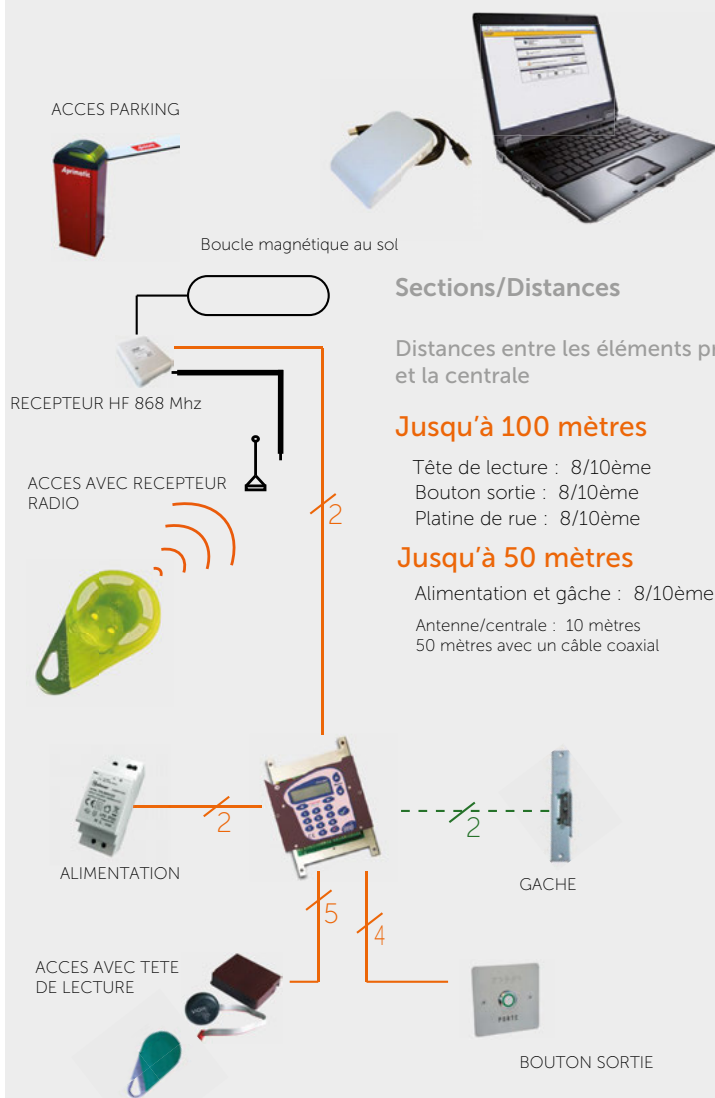 ACCES PARKING
Aprimatic
Boucle magnétique au sol
Sections/Distances
Distances entre les éléments pr
et la centrale
RECEPTEUR HF 868 Mhz
Jusqu'à 100 mètres
Tête de lecture : 8/10ème
Bouton sortie : 8/10ème
Platine de rue : 8/10ème
ACCES AVEC RECEPTEUR
RADIO
2
Jusqu'à 50 mètres
Alimentation et gâche : 8/10ème
Antenne/centrale : 10 mètres
50 mètres avec un câble coaxial
2
2
ALIMENTATION
GACHE
5
4
ACCES AVEC TETE
DE LECTURE
PORTE
BOUTON SORTIE